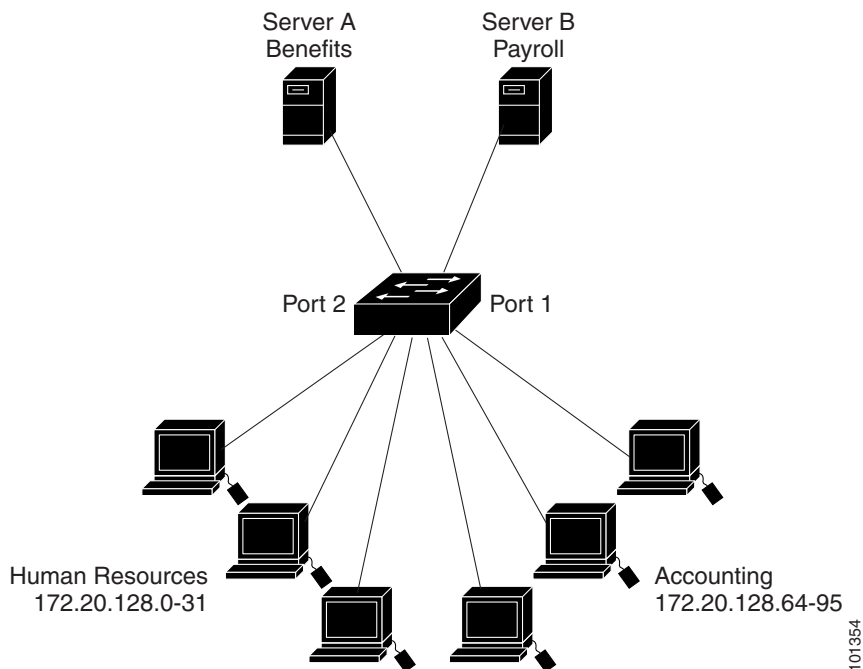 Server A
Benefits
Server B
Payroll
Port 2
Port 1
Human Resources
172.20.128.0-31
Accounting
172.20.128.64-95
101354